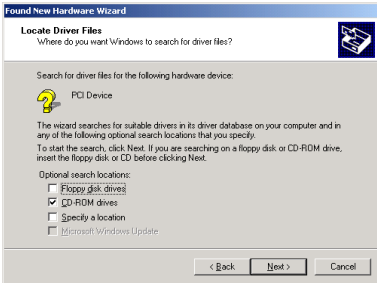 Found New Hardware Wizard
Locate Driver Files
Where do you want Windows to search for driver files?
Search for driver files for the following hardware device:
PCI Device
The wizard searches for suitable drivers in its driver database on your computer and in
any of the following optional search locations that you specify.
To start the search, click Next. If you are searching on a floppy disk or CD-ROM drive,
insert the floppy disk or CD before clicking Next.
Optional search locations:
Floppy disk drives
CD-ROM drives
Specify a location
Microsoft Windows Update
< Back Next > Cancel